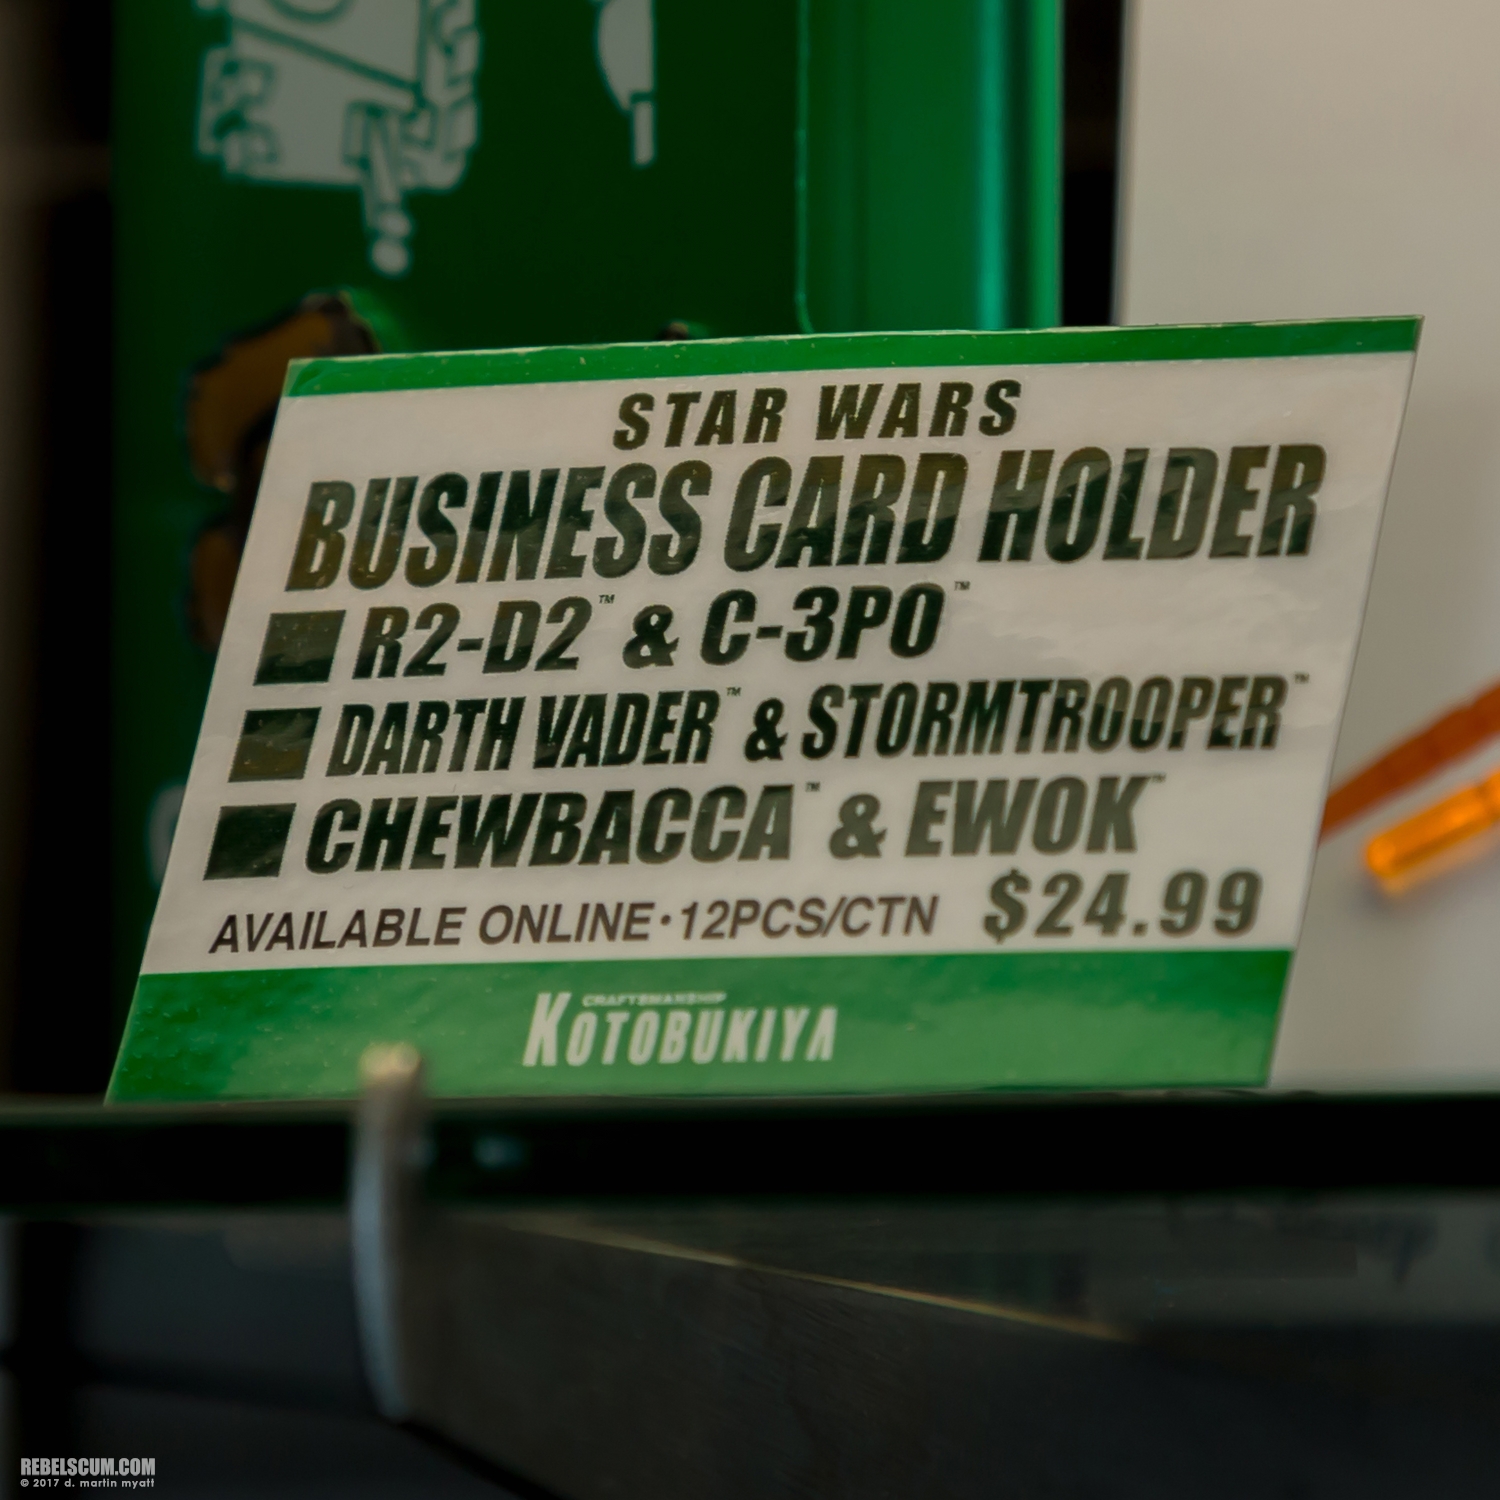 STAR WARS
BUSINESS CARD HOLDER
■ R2-D2™ & C-3PO™
■ DARTH VADER™ & STORMTROOPER™
■ CHEWBACCA™ & EWOK™
AVAILABLE ONLINE・12PCS/CTN $24.99
CRAFTSMANSHIP
KOTOBUKIYA
REBELSCUM.COM
© 2017 d. martin myatt